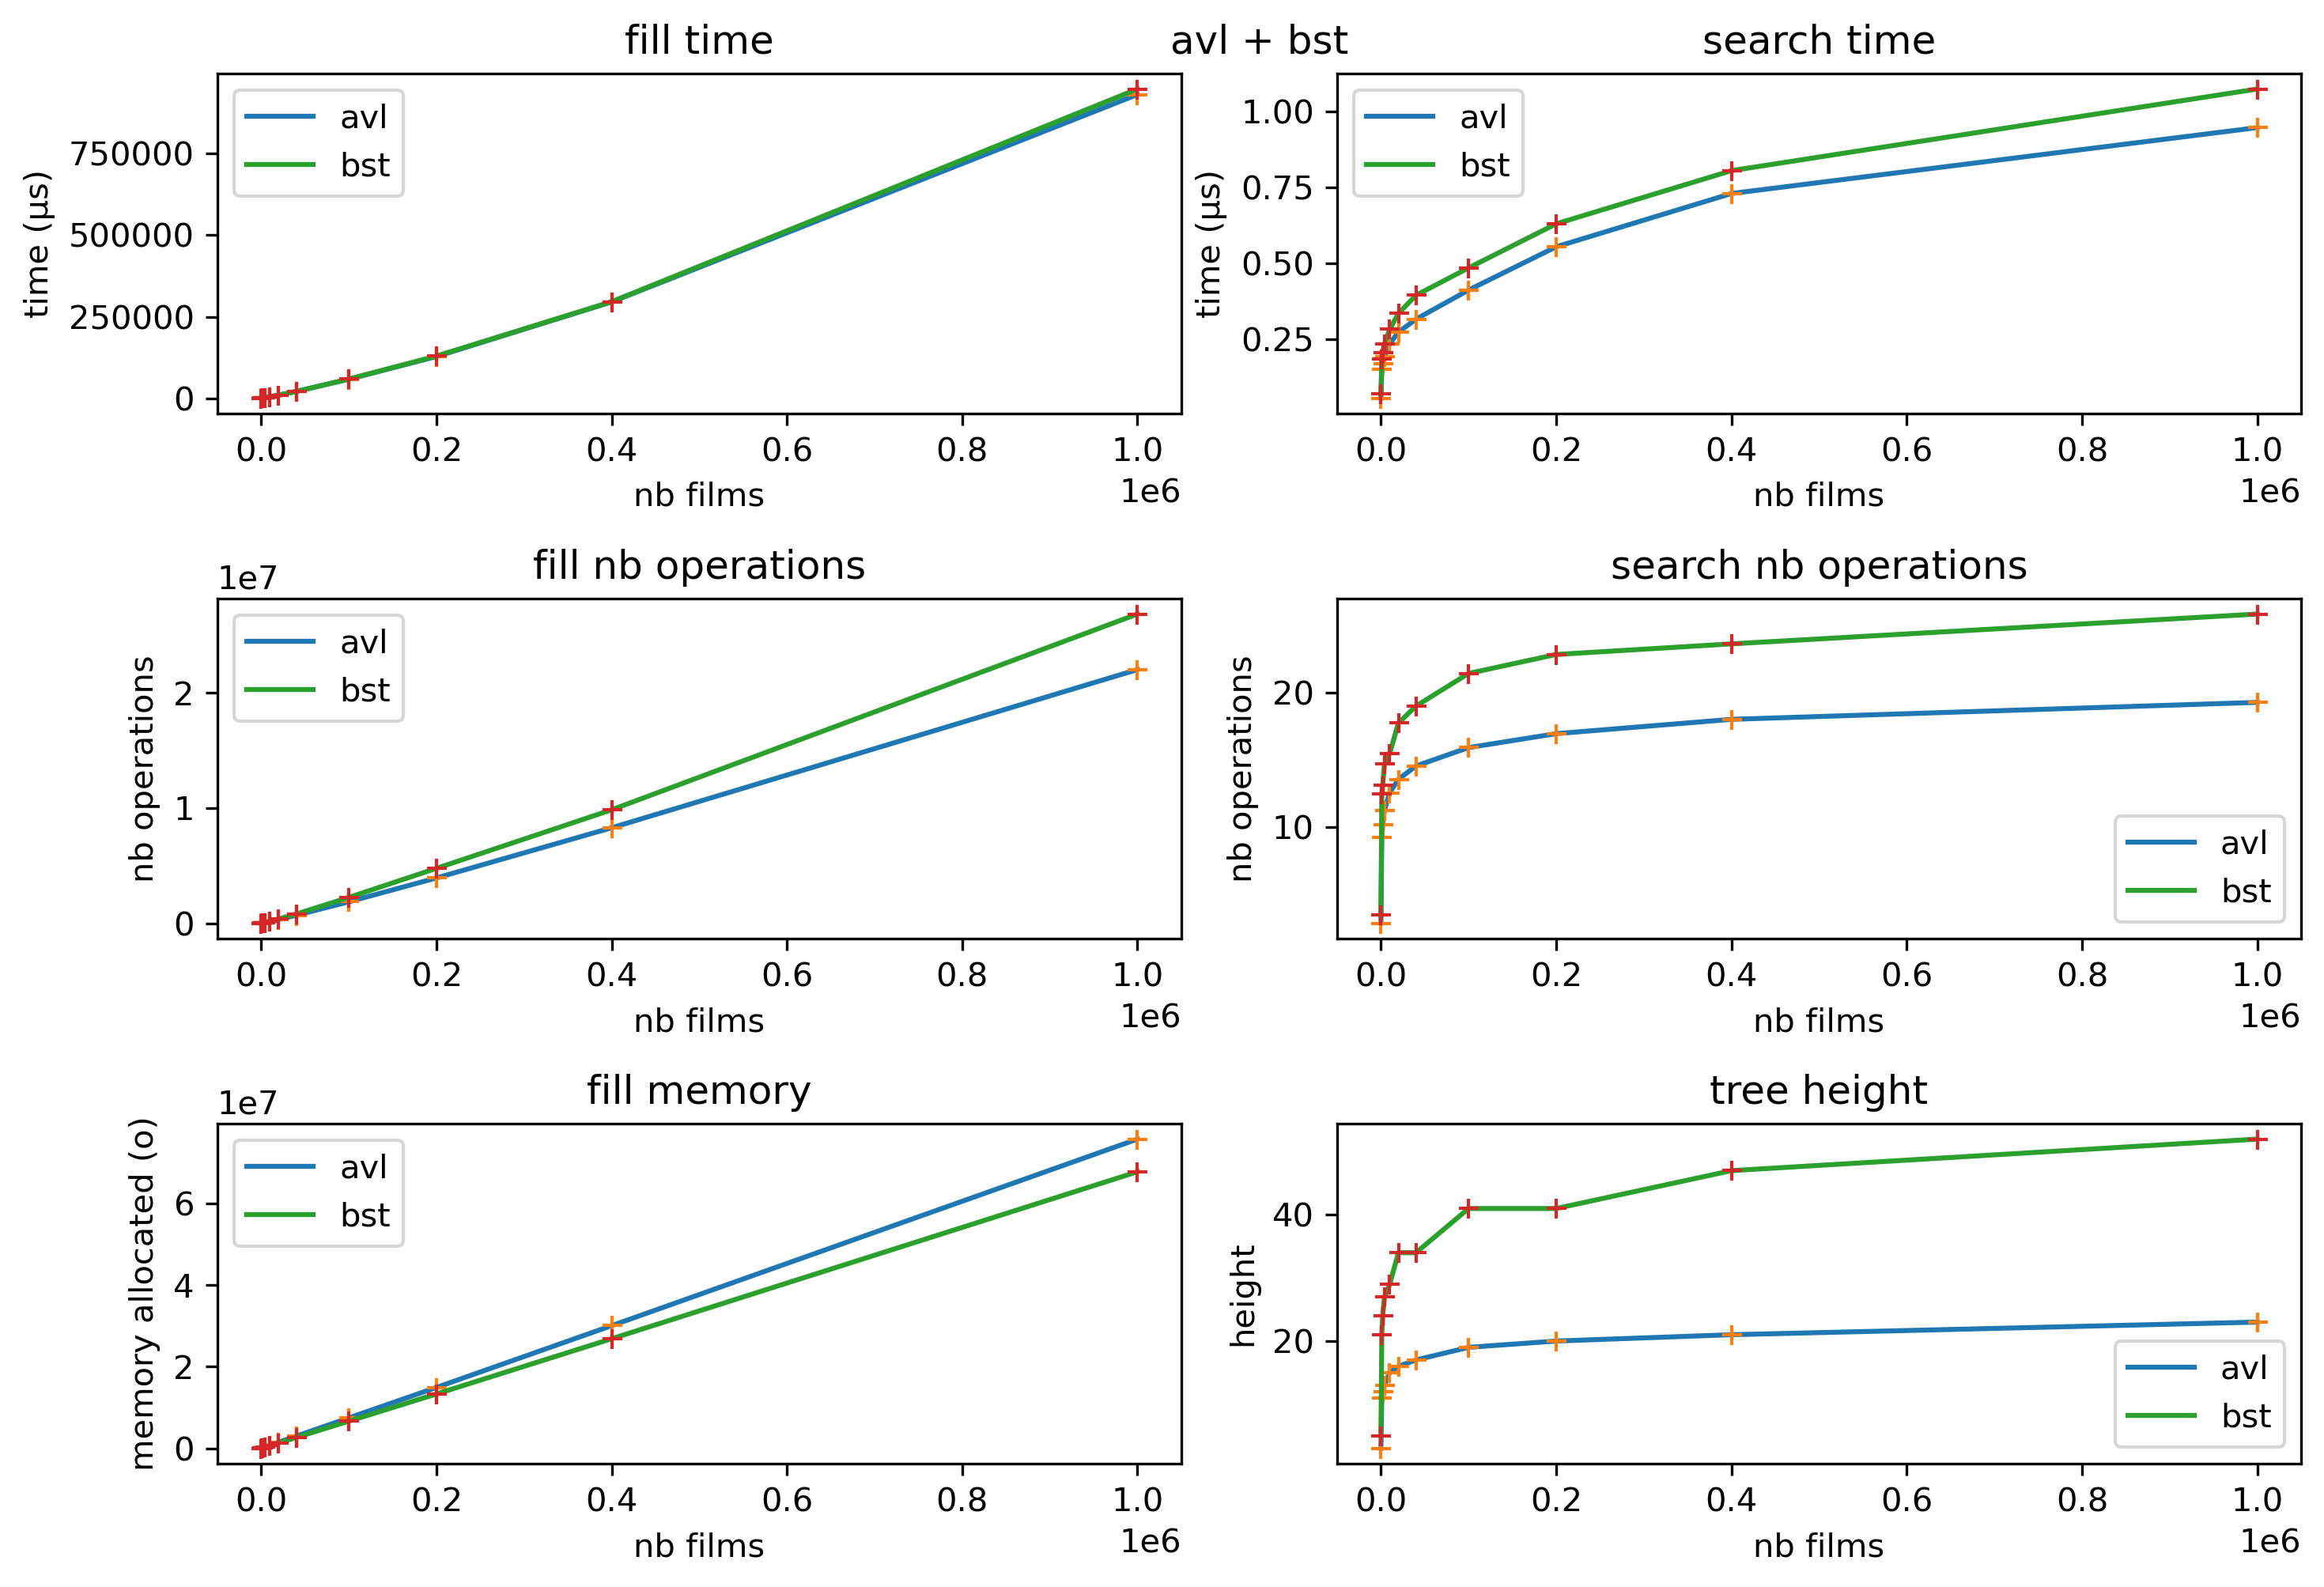 avl + bst
fill time
avl
bst
time (µs)
750000
500000
250000
0
0.0 0.2 0.4 0.6 0.8 1.0
1e6
nb films
search time
avl
bst
time (µs)
1.00
0.75
0.50
0.25
0.0 0.2 0.4 0.6 0.8 1.0
1e6
nb films
fill nb operations
1e7
avl
bst
nb operations
2
1
0
0.0 0.2 0.4 0.6 0.8 1.0
1e6
nb films
search nb operations
nb operations
20
10
avl
bst
0.0 0.2 0.4 0.6 0.8 1.0
1e6
nb films
fill memory
1e7
avl
bst
memory allocated (o)
6
4
2
0
0.0 0.2 0.4 0.6 0.8 1.0
1e6
nb films
tree height
height
40
20
avl
bst
0.0 0.2 0.4 0.6 0.8 1.0
1e6
nb films